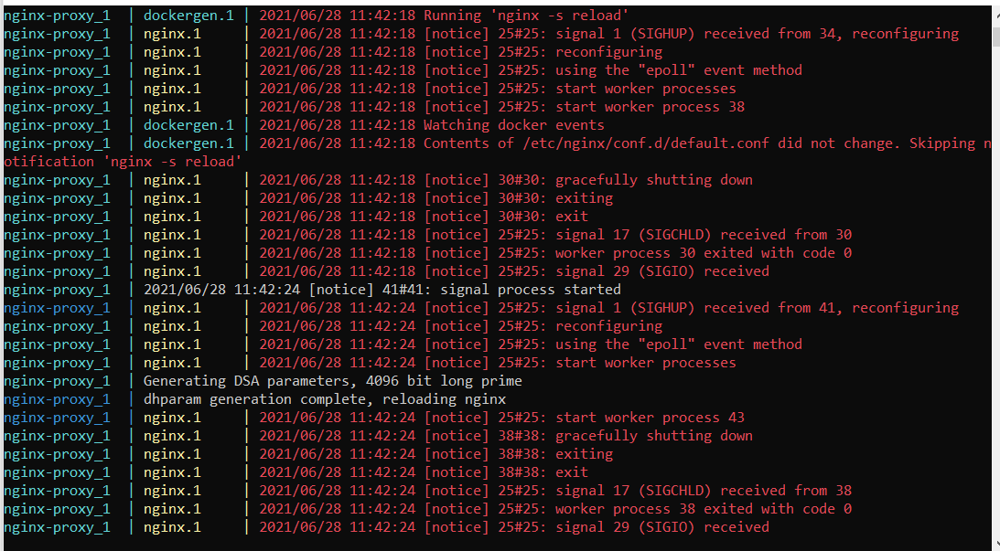 nginx-proxy_1  | dockergen.1 | 2021/06/28 11:42:18 Running 'nginx -s reload'
nginx-proxy_1  | nginx.1     | 2021/06/28 11:42:18 [notice] 25#25: signal 1 (SIGHUP) received from 34, reconfiguring
nginx-proxy_1  | nginx.1     | 2021/06/28 11:42:18 [notice] 25#25: reconfiguring
nginx-proxy_1  | nginx.1     | 2021/06/28 11:42:18 [notice] 25#25: using the "epoll" event method
nginx-proxy_1  | nginx.1     | 2021/06/28 11:42:18 [notice] 25#25: start worker processes
nginx-proxy_1  | nginx.1     | 2021/06/28 11:42:18 [notice] 25#25: start worker process 38
nginx-proxy_1  | dockergen.1 | 2021/06/28 11:42:18 Watching docker events
nginx-proxy_1  | dockergen.1 | 2021/06/28 11:42:18 Contents of /etc/nginx/conf.d/default.conf did not change. Skipping n
otification 'nginx -s reload'
nginx-proxy_1  | nginx.1     | 2021/06/28 11:42:18 [notice] 30#30: gracefully shutting down
nginx-proxy_1  | nginx.1     | 2021/06/28 11:42:18 [notice] 30#30: exiting
nginx-proxy_1  | nginx.1     | 2021/06/28 11:42:18 [notice] 30#30: exit
nginx-proxy_1  | nginx.1     | 2021/06/28 11:42:18 [notice] 25#25: signal 17 (SIGCHLD) received from 30
nginx-proxy_1  | nginx.1     | 2021/06/28 11:42:18 [notice] 25#25: worker process 30 exited with code 0
nginx-proxy_1  | nginx.1     | 2021/06/28 11:42:18 [notice] 25#25: signal 29 (SIGIO) received
nginx-proxy_1  | 2021/06/28 11:42:24 [notice] 41#41: signal process started
nginx-proxy_1  | nginx.1     | 2021/06/28 11:42:24 [notice] 25#25: signal 1 (SIGHUP) received from 41, reconfiguring
nginx-proxy_1  | nginx.1     | 2021/06/28 11:42:24 [notice] 25#25: reconfiguring
nginx-proxy_1  | nginx.1     | 2021/06/28 11:42:24 [notice] 25#25: using the "epoll" event method
nginx-proxy_1  | nginx.1     | 2021/06/28 11:42:24 [notice] 25#25: start worker processes
nginx-proxy_1  | Generating DSA parameters, 4096 bit long prime
nginx-proxy_1  | dhparam generation complete, reloading nginx
nginx-proxy_1  | nginx.1     | 2021/06/28 11:42:24 [notice] 25#25: start worker process 43
nginx-proxy_1  | nginx.1     | 2021/06/28 11:42:24 [notice] 38#38: gracefully shutting down
nginx-proxy_1  | nginx.1     | 2021/06/28 11:42:24 [notice] 38#38: exiting
nginx-proxy_1  | nginx.1     | 2021/06/28 11:42:24 [notice] 38#38: exit
nginx-proxy_1  | nginx.1     | 2021/06/28 11:42:24 [notice] 25#25: signal 17 (SIGCHLD) received from 38
nginx-proxy_1  | nginx.1     | 2021/06/28 11:42:24 [notice] 25#25: worker process 38 exited with code 0
nginx-proxy_1  | nginx.1     | 2021/06/28 11:42:24 [notice] 25#25: signal 29 (SIGIO) received